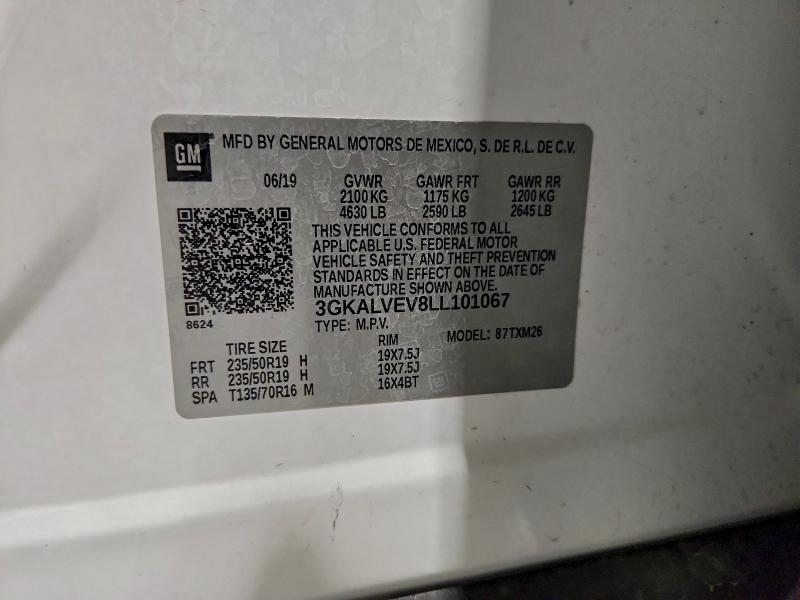 GM
MFD BY GENERAL MOTORS DE MEXICO, S. DE R.L. DE C.V.
06/19 GVWR GAWR FRT GAWR RR
2100 KG 1175 KG 1200 KG
4630 LB 2590 LB 2645 LB
THIS VEHICLE CONFORMS TO ALL
APPLICABLE U.S. FEDERAL MOTOR
VEHICLE SAFETY AND THEFT PREVENTION
STANDARDS IN EFFECT ON THE DATE OF
MANUFACTURE SHOWN ABOVE.
3GKALVEV8LL101067
8624
TYPE: M.P.V. MODEL: 87TXM26
TIRE SIZE RIM
FRT 235/50R19 H 19X7.5J
RR 235/50R19 H 19X7.5J
SPA T135/70R16 M 16X4BT